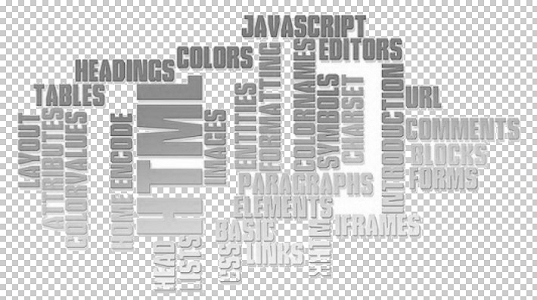 JAVASCRIPT
COLORS
EDITORS
HEADINGS
TABLES
URL
LAYOUT
ATTRIBUTES
COLORVALUES
HOME
ENCODE
HTML
IMAGES
ENTITIES
FORMATTING
COLORNAMES
SYMBOLS
CHARSET
INTRODUCTION
COMMENTS
BLOCKS
FORMS
PARAGRAPHS
ELEMENTS
BASIC
LINKS
IFRAMES
HEAD
LISTS
CSS
XHTML